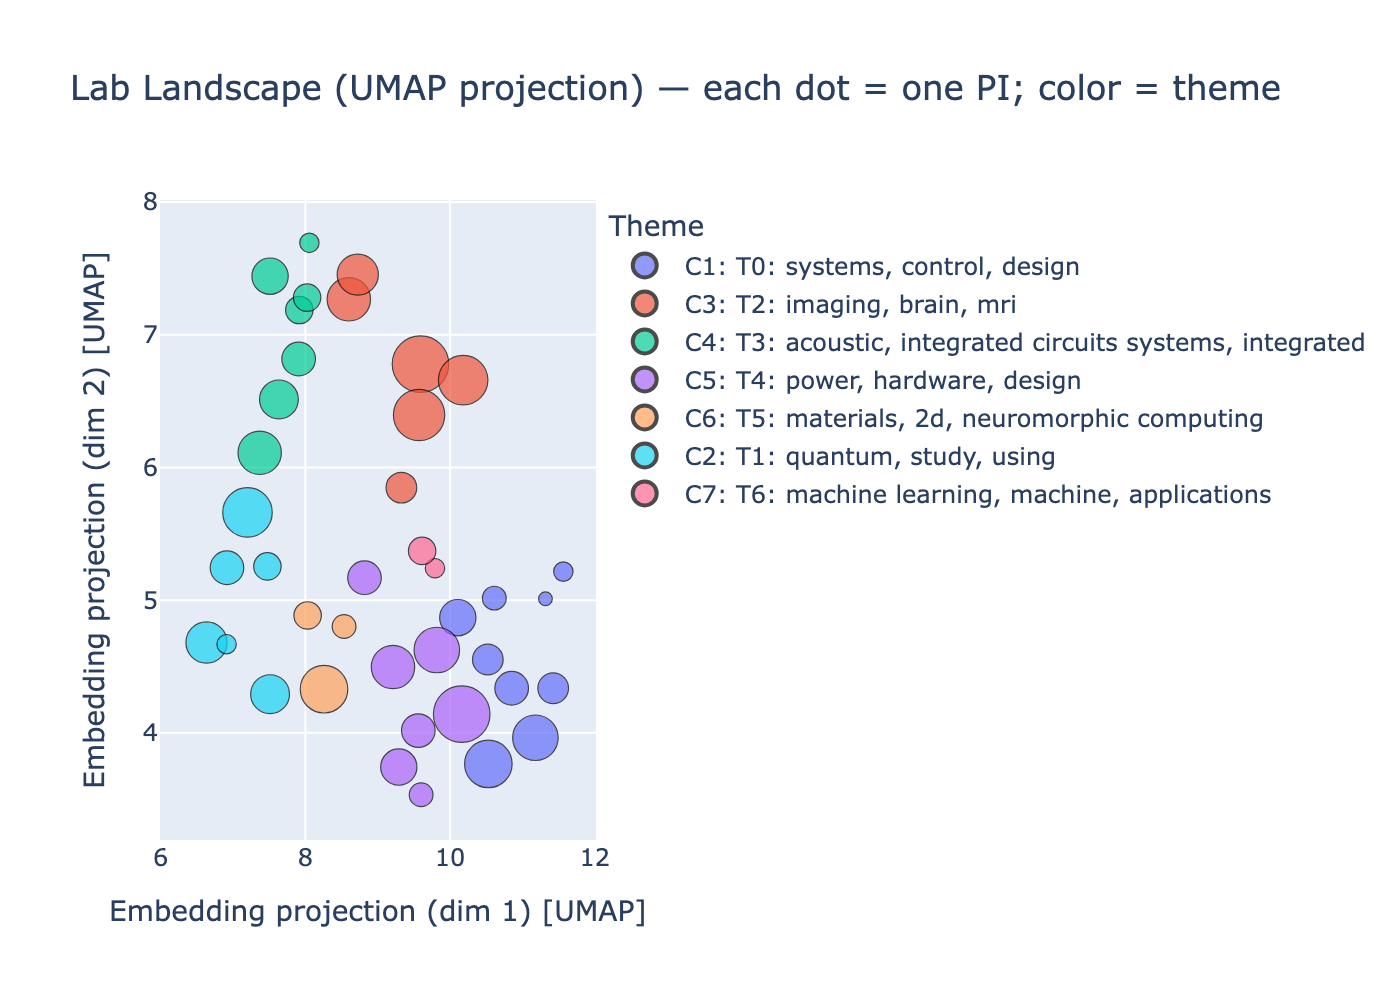 Lab Landscape (UMAP projection) — each dot = one PI; color = theme
8
7
6
5
4
6
8
10
12
Embedding projection (dim 2) [UMAP]
Embedding projection (dim 1) [UMAP]
Theme
C1: T0: systems, control, design
C3: T2: imaging, brain, mri
C4: T3: acoustic, integrated circuits systems, integrated
C5: T4: power, hardware, design
C6: T5: materials, 2d, neuromorphic computing
C2: T1: quantum, study, using
C7: T6: machine learning, machine, applications